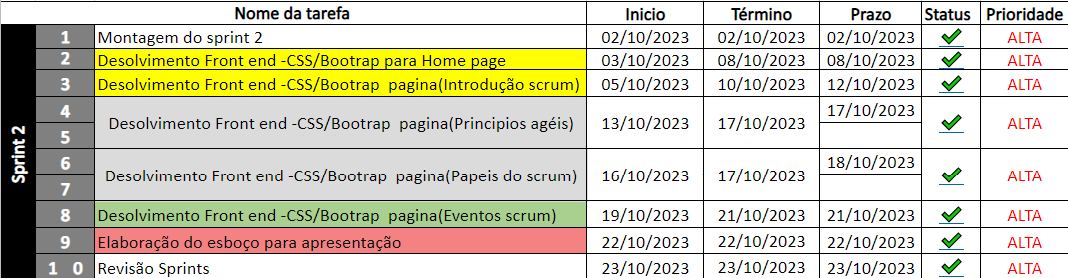 Nome da tarefa Inicio Término Prazo Status Prioridade
Sprint 2
1 Montagem do sprint 2 02/10/2023 02/10/2023 02/10/2023 ALTA
2 Desolvimento Front end -CSS/Bootrap para Home page 03/10/2023 08/10/2023 08/10/2023 ALTA
3 Desolvimento Front end -CSS/Bootrap pagina(Introdução scrum) 05/10/2023 10/10/2023 12/10/2023 ALTA
4 17/10/2023
Desolvimento Front end -CSS/Bootrap pagina(Principios agéis) 13/10/2023 17/10/2023 ALTA
5
6 18/10/2023
Desolvimento Front end -CSS/Bootrap pagina(Papeis do scrum) 16/10/2023 17/10/2023 ALTA
7
8 Desolvimento Front end -CSS/Bootrap pagina(Eventos scrum) 19/10/2023 21/10/2023 21/10/2023 ALTA
9 Elaboração do esboço para apresentação 22/10/2023 22/10/2023 22/10/2023 ALTA
1 0 Revisão Sprints 23/10/2023 23/10/2023 23/10/2023 ALTA